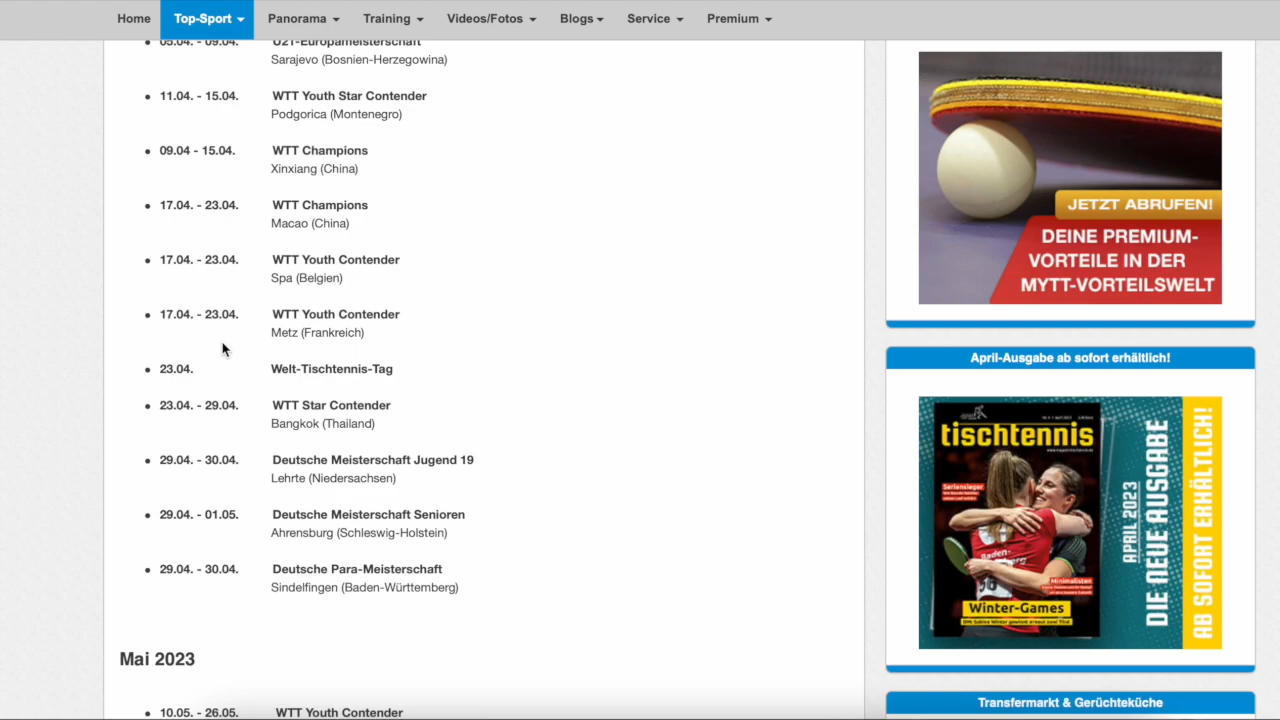 Home Top-Sport Panorama Training Videos/Fotos Blogs Service Premium
05.04. - 09.04. U21-Europameisterschaft
Sarajevo (Bosnien-Herzegowina)
11.04. - 15.04. WTT Youth Star Contender
Podgorica (Montenegro)
09.04 - 15.04. WTT Champions
Xinxiang (China)
17.04. - 23.04. WTT Champions
Macao (China)
17.04. - 23.04. WTT Youth Contender
Spa (Belgien)
17.04. - 23.04. WTT Youth Contender
Metz (Frankreich)
23.04. Welt-Tischtennis-Tag
23.04. - 29.04. WTT Star Contender
Bangkok (Thailand)
29.04. - 30.04. Deutsche Meisterschaft Jugend 19
Lehrte (Niedersachsen)
29.04. - 01.05. Deutsche Meisterschaft Senioren
Ahrensburg (Schleswig-Holstein)
29.04. - 30.04. Deutsche Para-Meisterschaft
Sindelfingen (Baden-Württemberg)
Mai 2023
10.05. - 26.05. WTT Youth Contender
JETZT ABRUFEN!
DEINE PREMIUM-
VORTEILE IN DER
MYTT-VORTEILSWELT
April-Ausgabe ab sofort erhältlich!
tischtennis
Seriensieger
Baden-
Minimalisten
Winter-Games
APRIL 2023
DIE NEUE AUSGABE
AB SOFORT ERHÄLTLICH!
Transfermarkt & Gerüchteküche